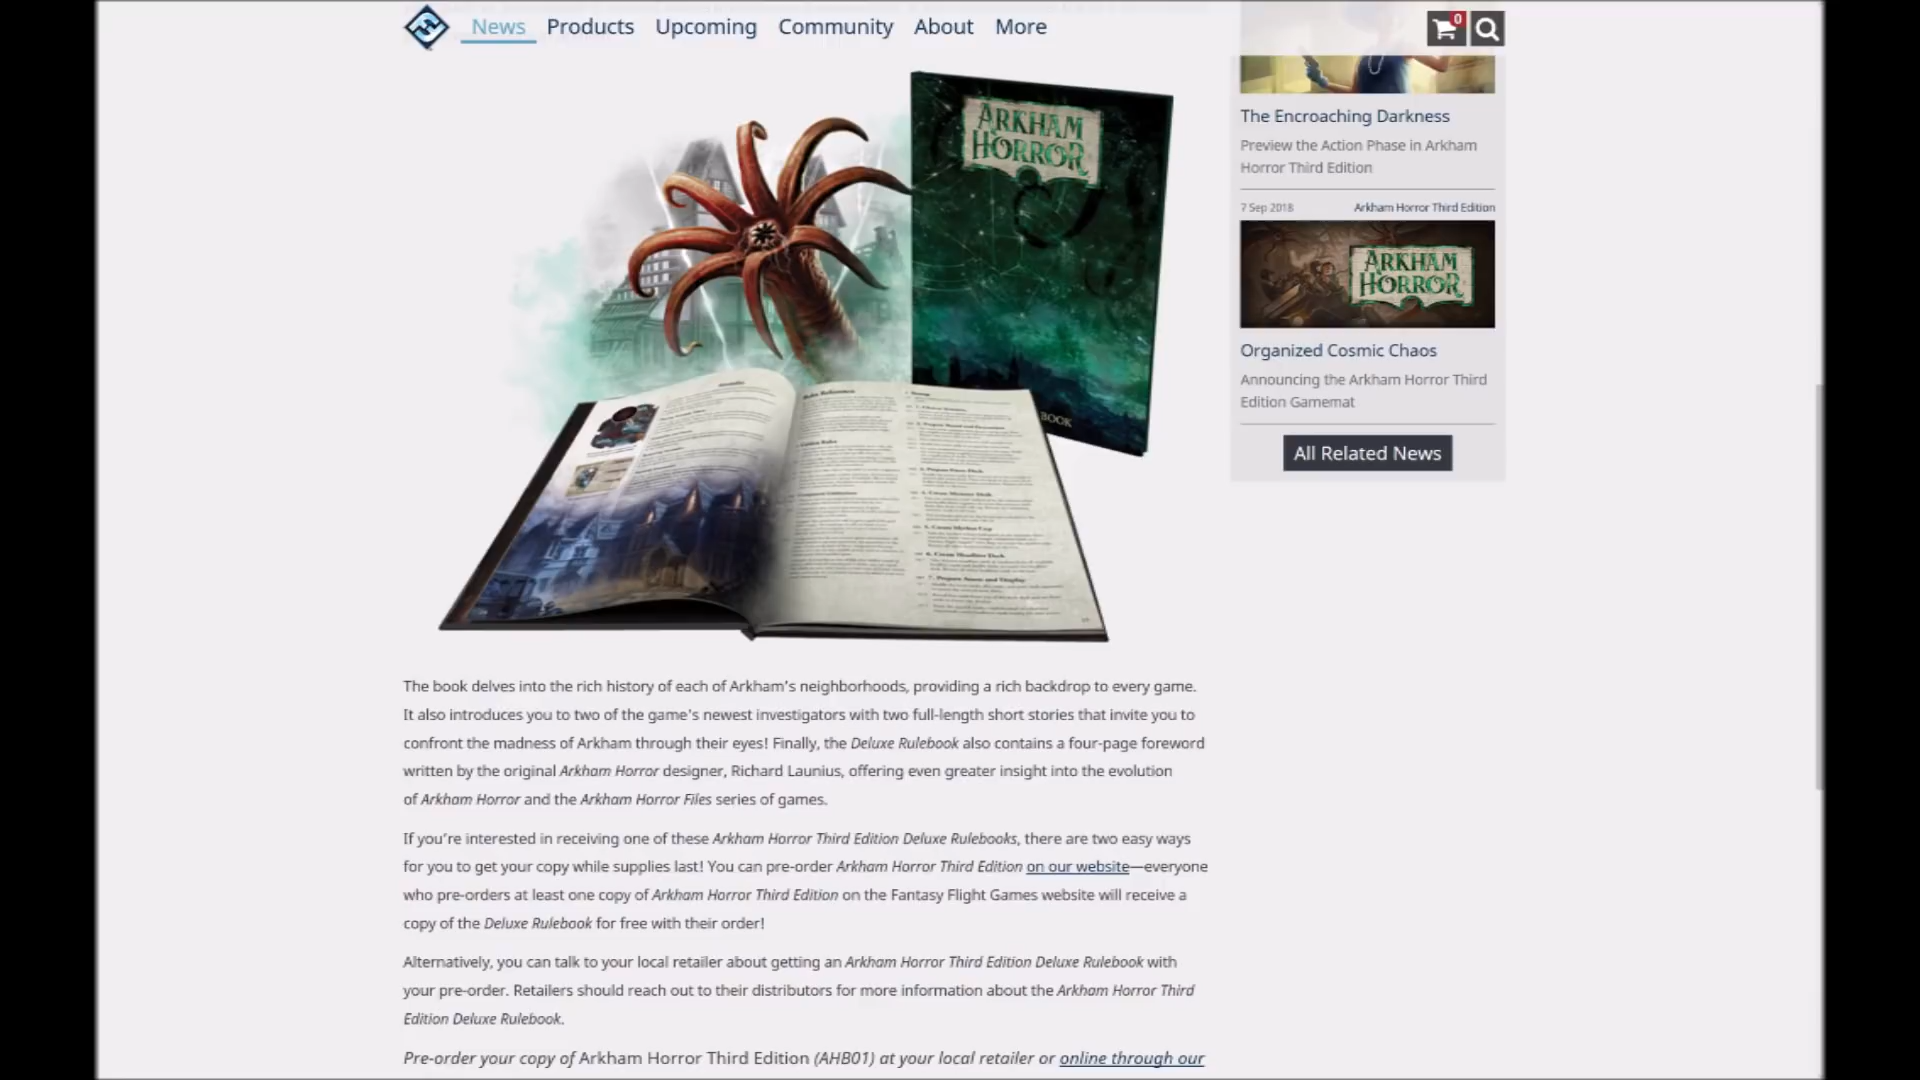 News Products Upcoming Community About More
0
ARKHAM
HORROR
BOOK
The book delves into the rich history of each of Arkham's neighborhoods, providing a rich backdrop to every game.
It also introduces you to two of the game's newest investigators with two full-length short stories that invite you to
confront the madness of Arkham through their eyes! Finally, the Deluxe Rulebook also contains a four-page foreword
written by the original Arkham Horror designer, Richard Launius, offering even greater insight into the evolution
of Arkham Horror and the Arkham Horror Files series of games.
If you're interested in receiving one of these Arkham Horror Third Edition Deluxe Rulebooks, there are two easy ways
for you to get your copy while supplies last! You can pre-order Arkham Horror Third Edition on our website—everyone
who pre-orders at least one copy of Arkham Horror Third Edition on the Fantasy Flight Games website will receive a
copy of the Deluxe Rulebook for free with their order!
Alternatively, you can talk to your local retailer about getting an Arkham Horror Third Edition Deluxe Rulebook with
your pre-order. Retailers should reach out to their distributors for more information about the Arkham Horror Third
Edition Deluxe Rulebook.
Pre-order your copy of Arkham Horror Third Edition (AHB01) at your local retailer or online through our
The Encroaching Darkness
Preview the Action Phase in Arkham
Horror Third Edition
7 Sep 2018 Arkham Horror Third Edition
ARKHAM
HORROR
Organized Cosmic Chaos
Announcing the Arkham Horror Third
Edition Gamemat
All Related News